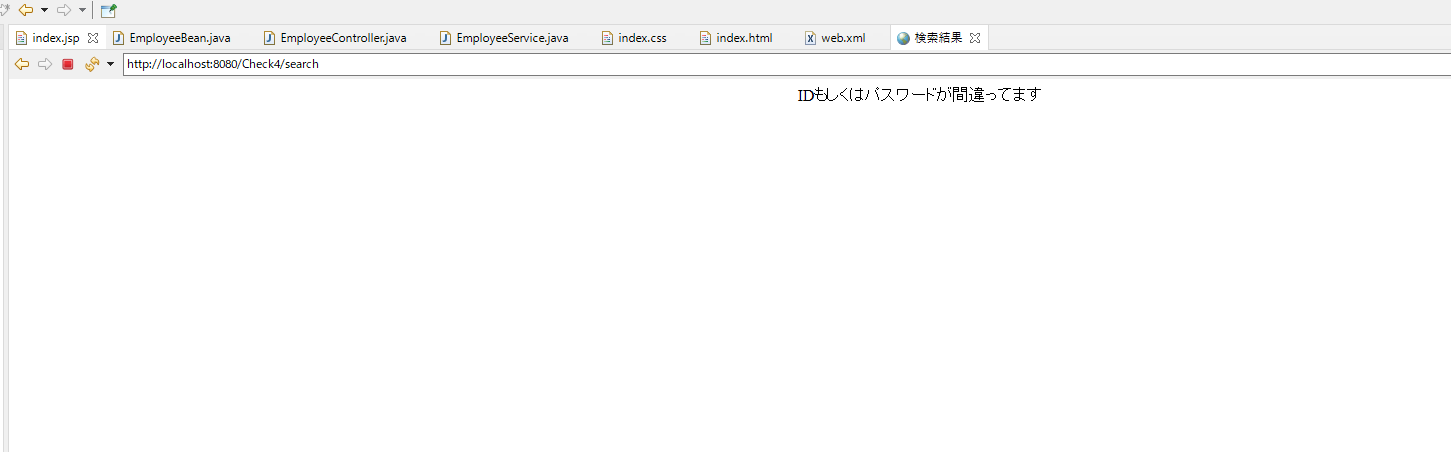 index.jsp EmployeeBean.java EmployeeController.java EmployeeService.java index.css index.html web.xml 検索結果
http://localhost:8080/Check4/search
IDもしくはパスワードが間違ってます